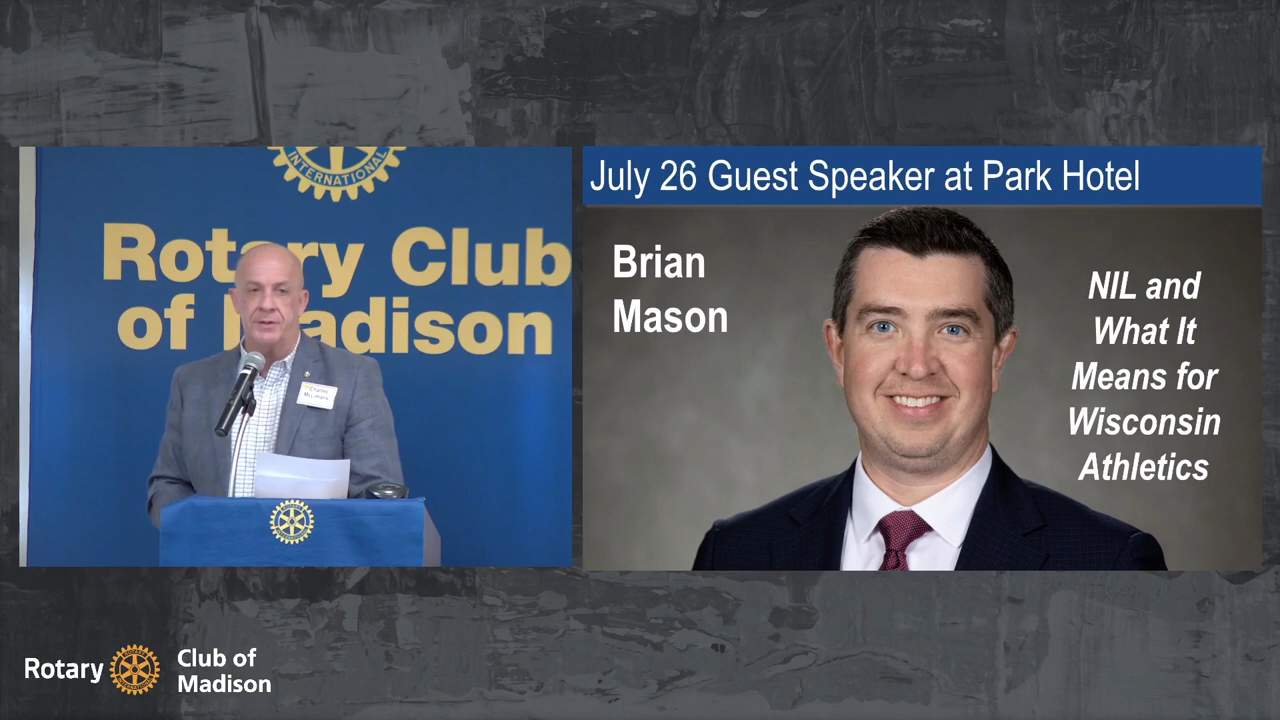 INTERNATIONAL
Rotary Club
of Madison
Charles
July 26 Guest Speaker at Park Hotel
Brian
Mason
NIL and
What It
Means for
Wisconsin
Athletics
Rotary
Club of
Madison